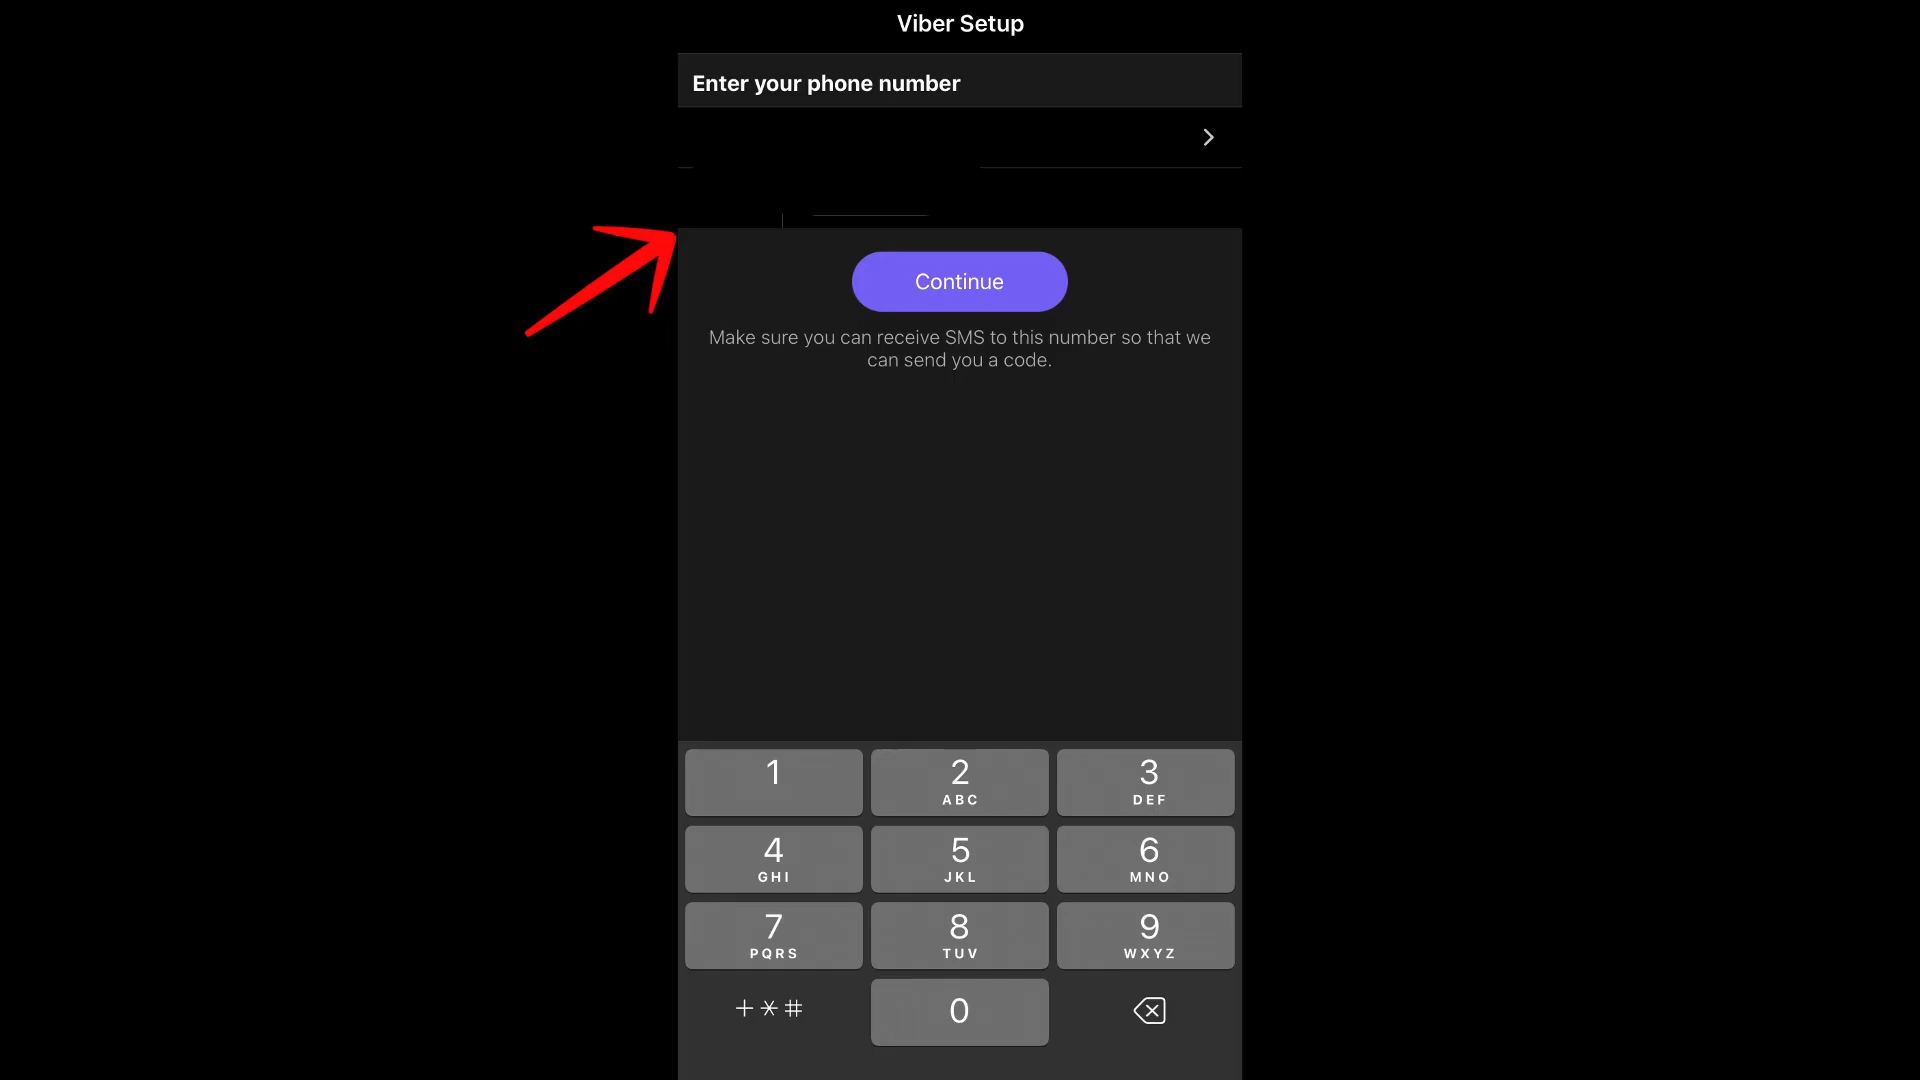 Viber Setup
Enter your phone number
Continue
Make sure you can receive SMS to this number so that we
can send you a code.
1
2
3
ABC
DEF
4
5
6
GHI
JKL
MNO
7
8
9
PQRS
TUV
WXYZ
+*#
0